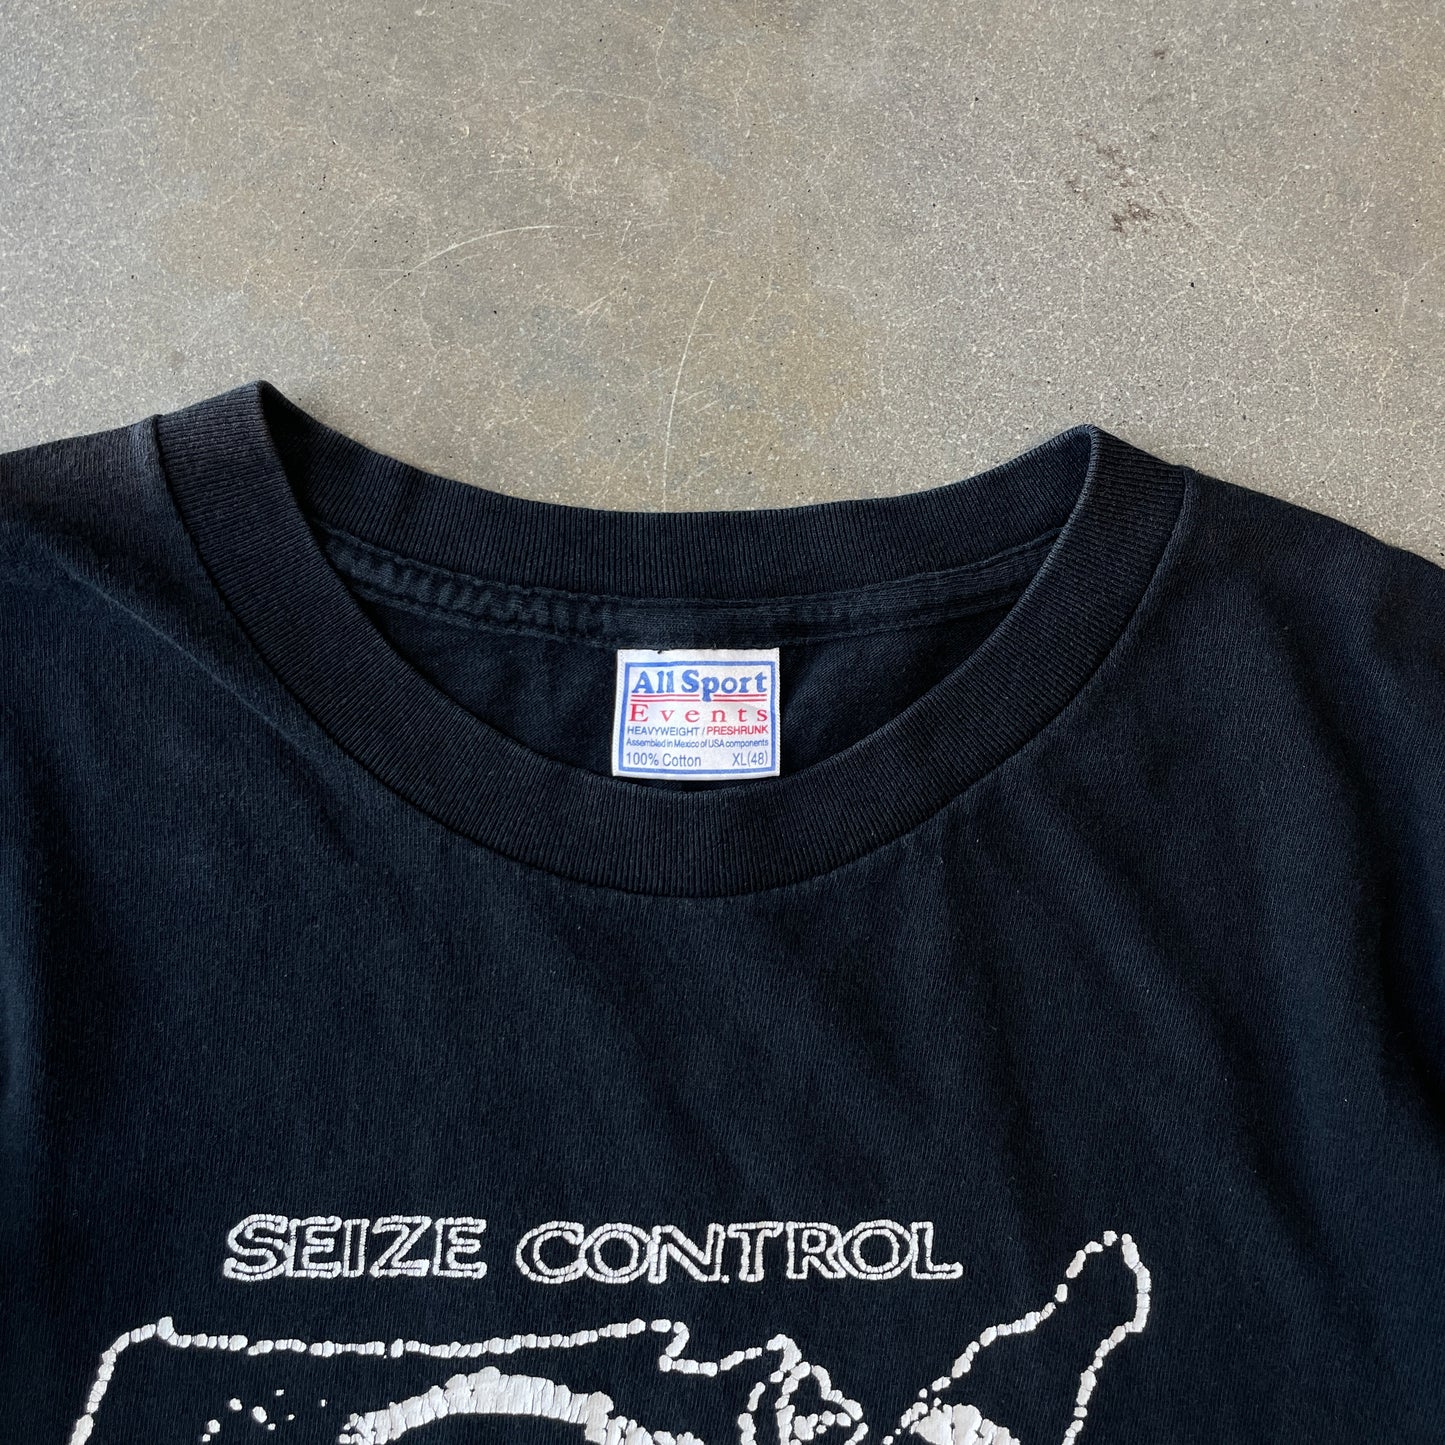 All Sport
Events
HEAVYWEIGHT / PRESHRUNK
Assembled in Mexico of USA components
100% Cotton XL(48)
SEIZE CONTROL